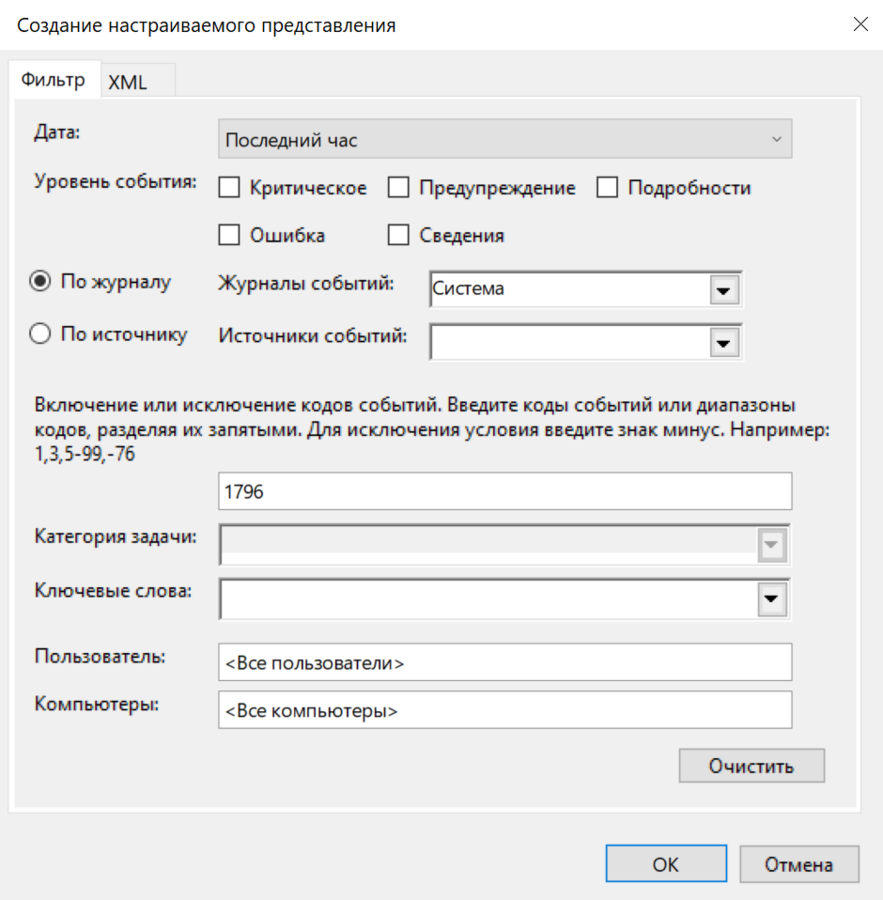 Создание настраиваемого представления
Фильтр XML
Дата: Последний час
Уровень события: Критическое Предупреждение Подробности
Ошибка Сведения
По журналу Журналы событий: Система
По источнику Источники событий:
Включение или исключение кодов событий. Введите коды событий или диапазоны
кодов, разделяя их запятыми. Для исключения условия введите знак минус. Например:
1,3,5-99,-76
1796
Категория задачи:
Ключевые слова:
Пользователь: <Все пользователи>
Компьютеры: <Все компьютеры>
Очистить
ОК Отмена